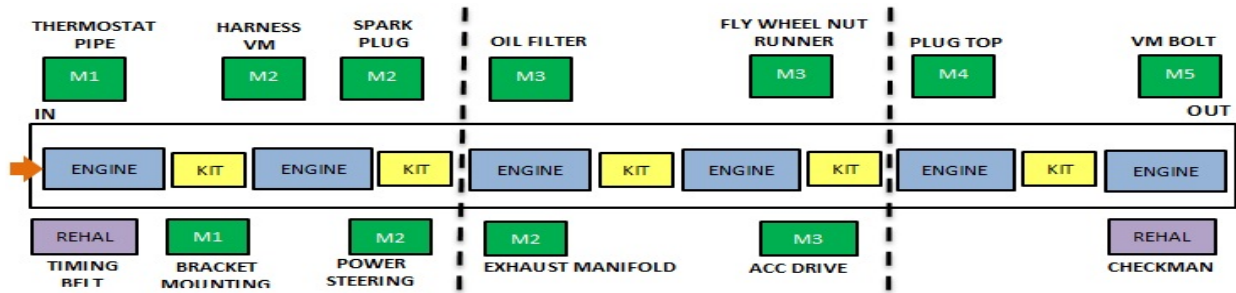 THERMOSTAT
PIPE
HARNESS
VM
SPARK
PLUG
OIL FILTER
FLY WHEEL NUT
RUNNER
PLUG TOP
VM BOLT
M1
M2
M2
M3
M3
M4
M5
IN
OUT
ENGINE
KIT
ENGINE
KIT
ENGINE
KIT
ENGINE
KIT
ENGINE
KIT
ENGINE
REHAL
M1
M2
M2
M3
REHAL
TIMING
BELT
BRACKET
MOUNTING
POWER
STEERING
EXHAUST MANIFOLD
ACC DRIVE
CHECKMAN